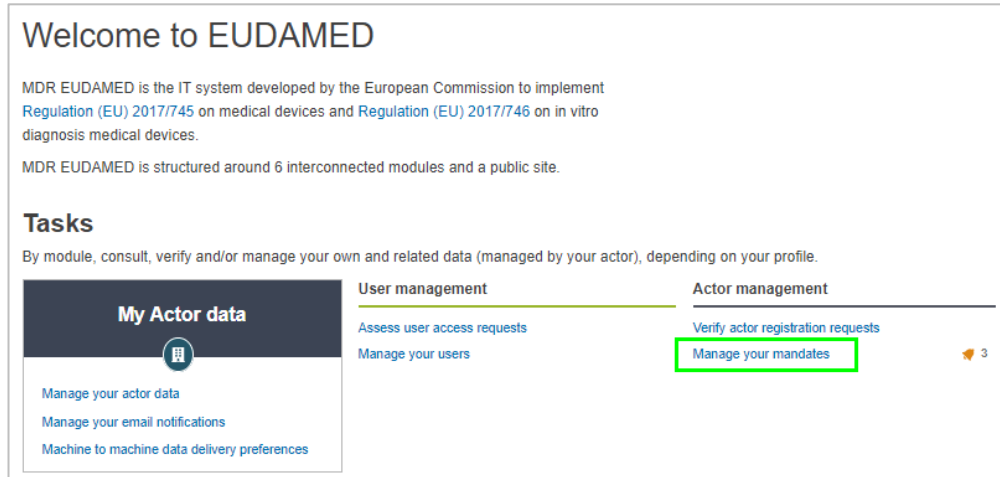 Welcome to EUDAMED
MDR EUDAMED is the IT system developed by the European Commission to implement
Regulation (EU) 2017/745 on medical devices and Regulation (EU) 2017/746 on in vitro
diagnosis medical devices.
MDR EUDAMED is structured around 6 interconnected modules and a public site.
Tasks
By module, consult, verify and/or manage your own and related data (managed by your actor), depending on your profile.
My Actor data
Manage your actor data
Manage your email notifications
Machine to machine data delivery preferences
User management
Assess user access requests
Manage your users
Actor management
Verify actor registration requests
Manage your mandates 3